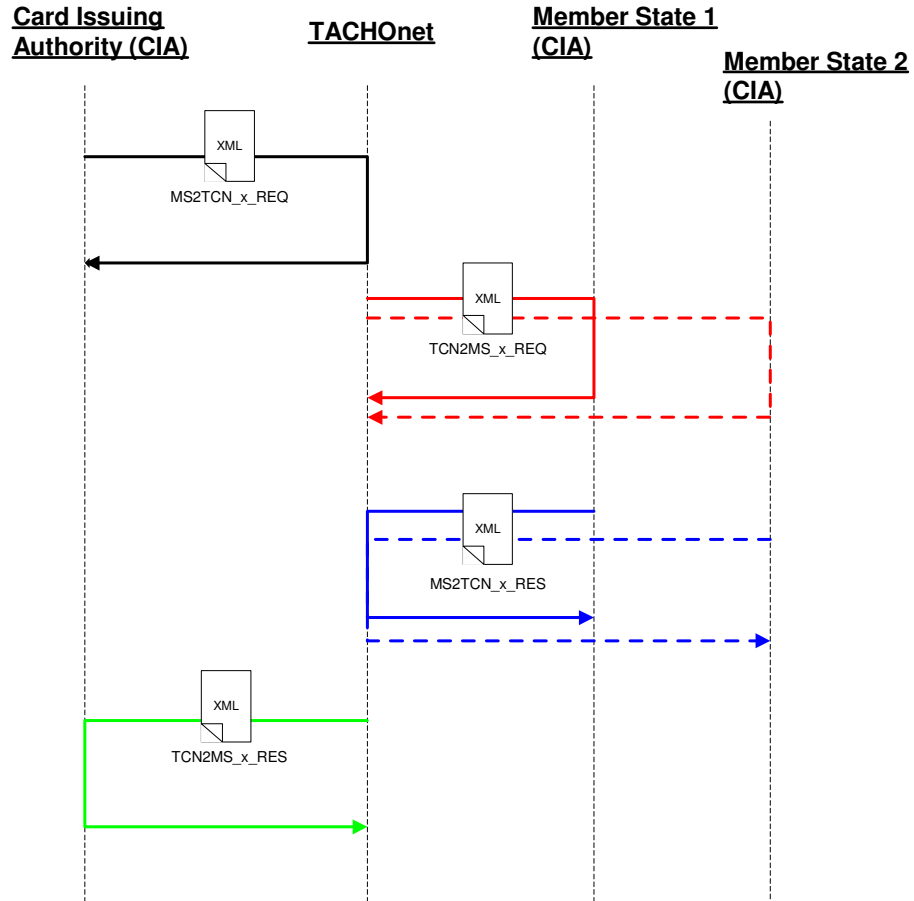 Card Issuing
Authority (CIA)
TACHOnet
Member State 1
(CIA)
Member State 2
(CIA)
XML
MS2TCN_x_REQ
XML
TCN2MS_x_REQ
XML
MS2TCN_x_RES
XML
TCN2MS_x_RES